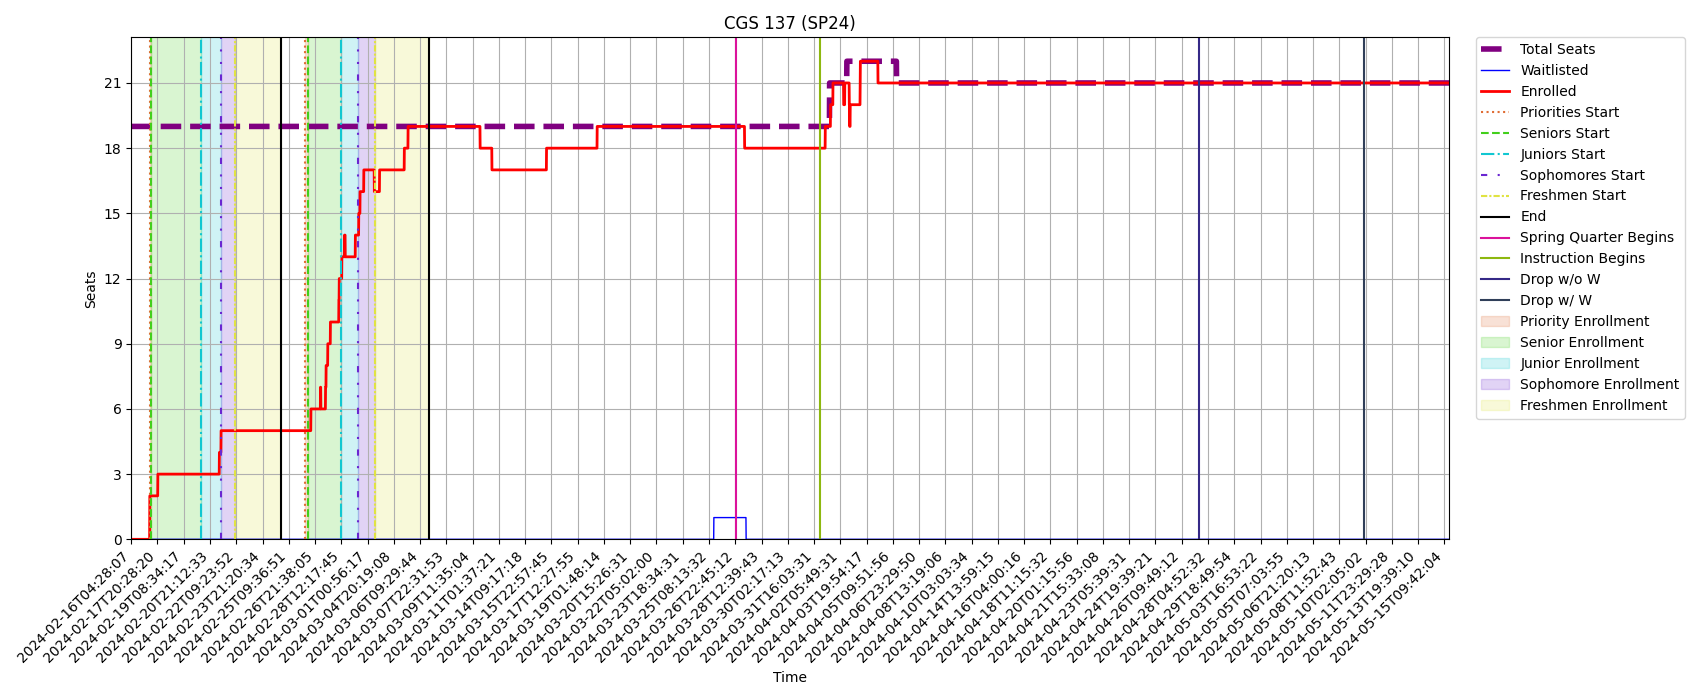 CGS 137 (SP24)
Seats
21
18
15
12
9
6
3
0
2024-02-16T04:28:07
2024-02-17T20:28:20
2024-02-19T08:34:17
2024-02-20T21:12:33
2024-02-22T09:23:52
2024-02-23T21:20:34
2024-02-25T09:36:51
2024-02-26T21:38:05
2024-02-28T12:17:45
2024-03-01T00:56:17
2024-03-04T20:19:08
2024-03-06T09:29:44
2024-03-07T22:31:53
2024-03-09T11:35:04
2024-03-11T01:37:21
2024-03-14T09:17:18
2024-03-15T22:57:45
2024-03-17T12:27:55
2024-03-19T01:48:14
2024-03-20T15:26:31
2024-03-22T05:02:00
2024-03-23T18:34:31
2024-03-25T08:13:32
2024-03-26T22:45:12
2024-03-28T12:39:43
2024-03-30T02:17:13
2024-03-31T16:03:31
2024-04-02T05:49:31
2024-04-03T19:54:17
2024-04-05T09:51:56
2024-04-06T23:29:50
2024-04-08T13:19:06
2024-04-10T03:03:34
2024-04-14T13:59:15
2024-04-16T04:00:16
2024-04-18T11:15:32
2024-04-20T01:15:56
2024-04-21T15:33:08
2024-04-23T05:39:31
2024-04-24T19:39:21
2024-04-26T09:49:12
2024-04-28T04:52:32
2024-04-29T18:49:54
2024-05-03T16:53:22
2024-05-05T07:03:55
2024-05-06T21:20:13
2024-05-08T11:52:43
2024-05-10T02:05:02
2024-05-11T23:29:28
2024-05-13T19:39:10
2024-05-15T09:42:04
Time
Total Seats
Waitlisted
Enrolled
Priorities Start
Seniors Start
Juniors Start
Sophomores Start
Freshmen Start
End
Spring Quarter Begins
Instruction Begins
Drop w/o W
Drop w/ W
Priority Enrollment
Senior Enrollment
Junior Enrollment
Sophomore Enrollment
Freshmen Enrollment